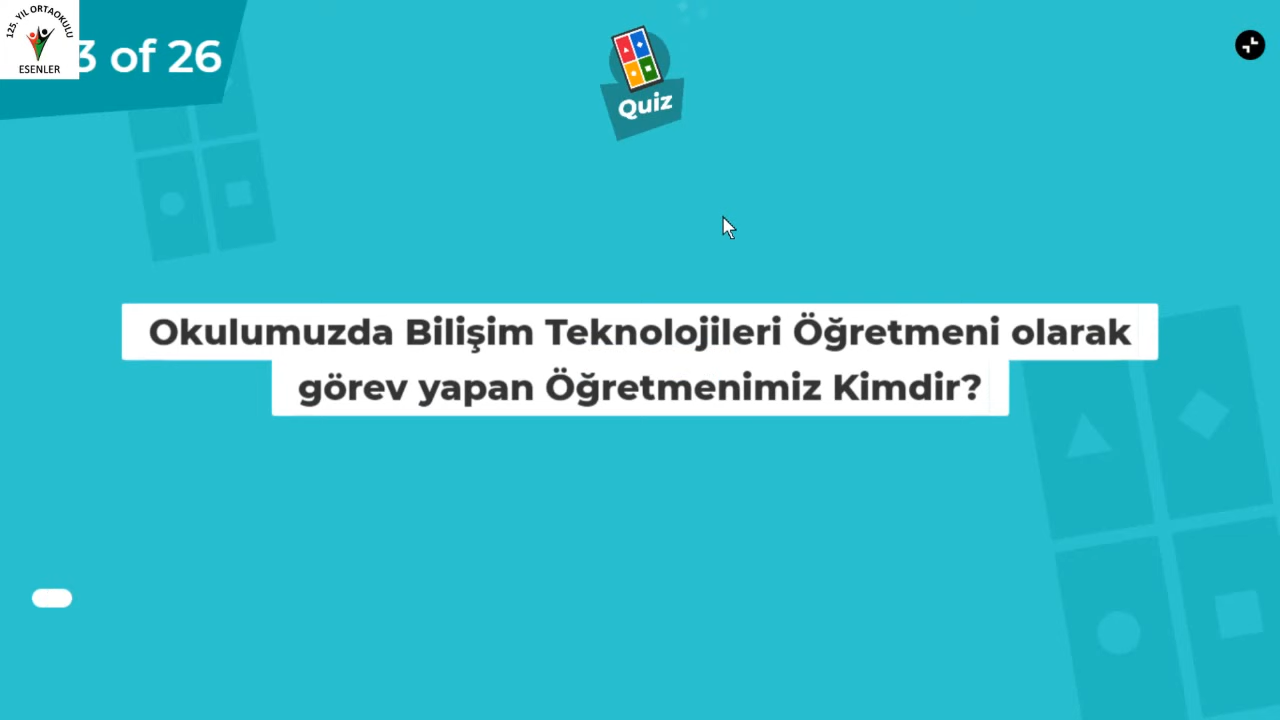 125. YIL ORTAOKULU
ESENLER
3 of 26
Quiz
Okulumuzda Bilişim Teknolojileri Öğretmeni olarak
görev yapan Öğretmenimiz Kimdir?